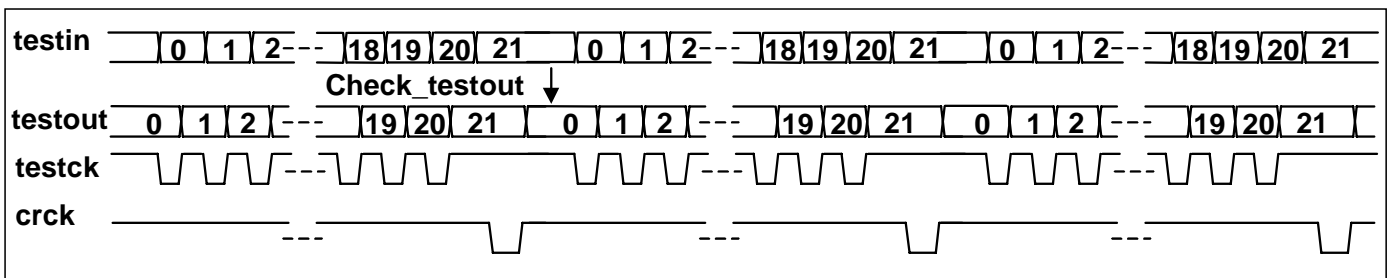 testin 0 1 2 18 19 20 21 0 1 2 18 19 20 21 0 1 2 18 19 20 21
Check_testout
testout 0 1 2 19 20 21 0 1 2 19 20 21 0 1 2 19 20 21
testck
crck